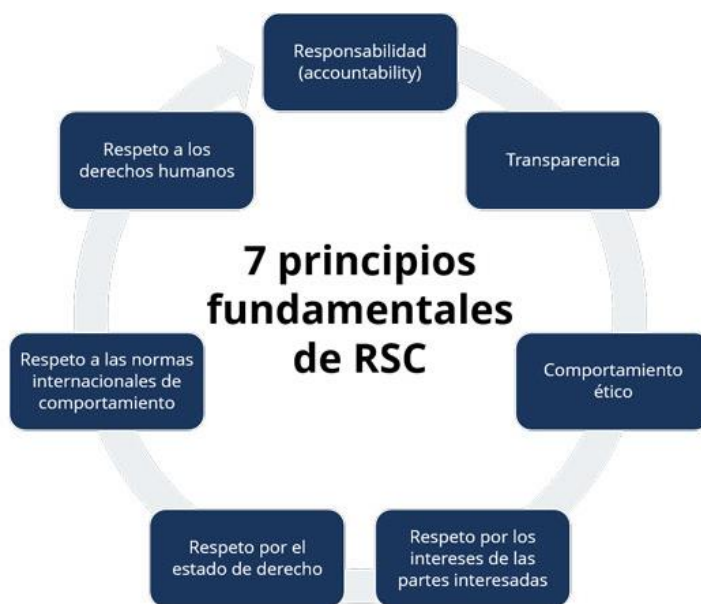 7 principios
fundamentales
de RSC
Responsabilidad
(accountability)
Transparencia
Comportamiento
ético
Respeto por los
intereses de las
partes interesadas
Respeto por el
estado de derecho
Respeto a las normas
internacionales de
comportamiento
Respeto a los
derechos humanos